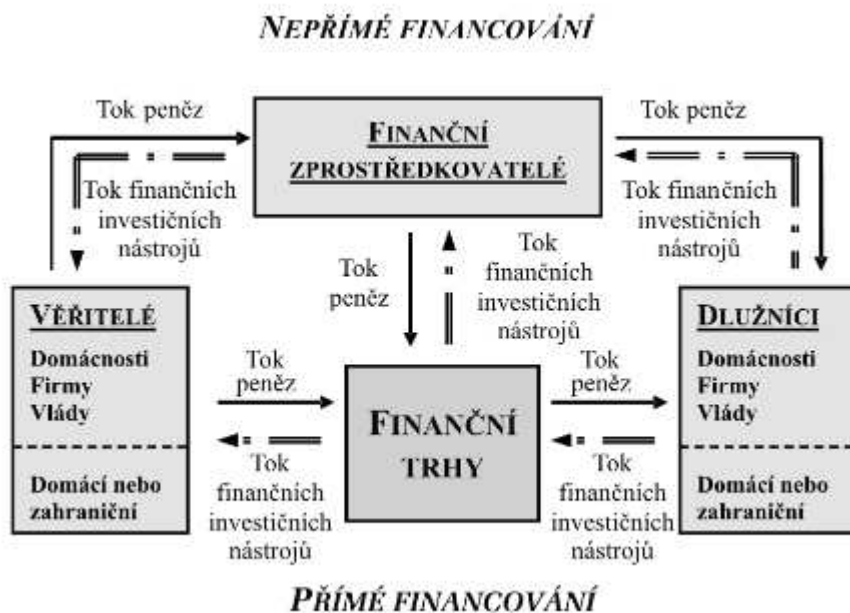 NEPŘÍMÉ FINANCOVÁNÍ
Tok peněz
Tok peněz
FINANČNÍ
ZPROSTŘEDKOVATELÉ
Tok finančních
investičních
nástrojů
Tok finančních
investičních
nástrojů
Tok
peněz
Tok
finančních
investičních
nástrojů
VĚŘITELÉ
Domácnosti
Firmy
Vlády
Domácí nebo
zahraniční
Tok
peněz
Tok
finančních
investičních
nástrojů
FINANČNÍ
TRHY
Tok
peněz
Tok
finančních
investičních
nástrojů
DLUŽNÍCI
Domácnosti
Firmy
Vlády
Domácí nebo
zahraniční
PŘÍMÉ FINANCOVÁNÍ